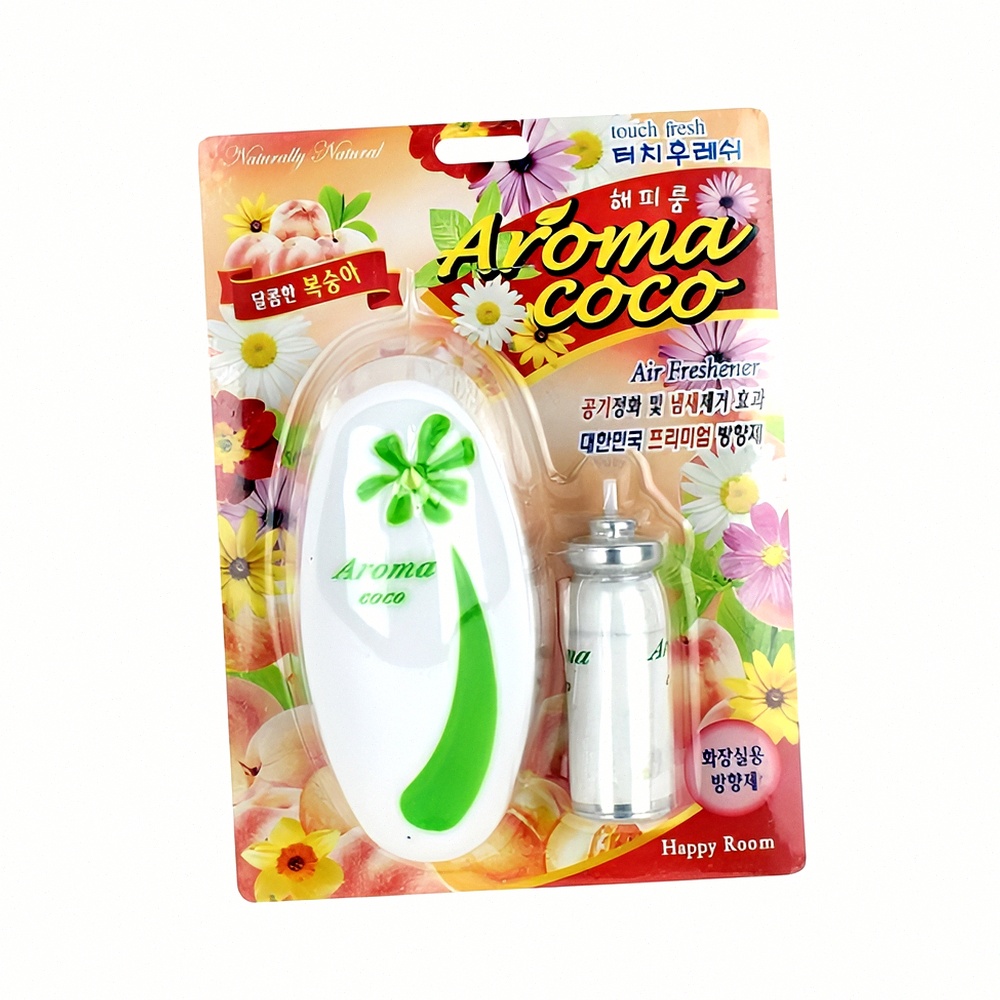 Naturally Natural
touch fresh
터치후레쉬
해피룸
Aroma
coco
달콤한 복숭아
Air Freshener
공기정화 및 냄새제거 효과
대한민국 프리미엄 방향제
Aroma
coco
화장실용
방향제
Happy Room